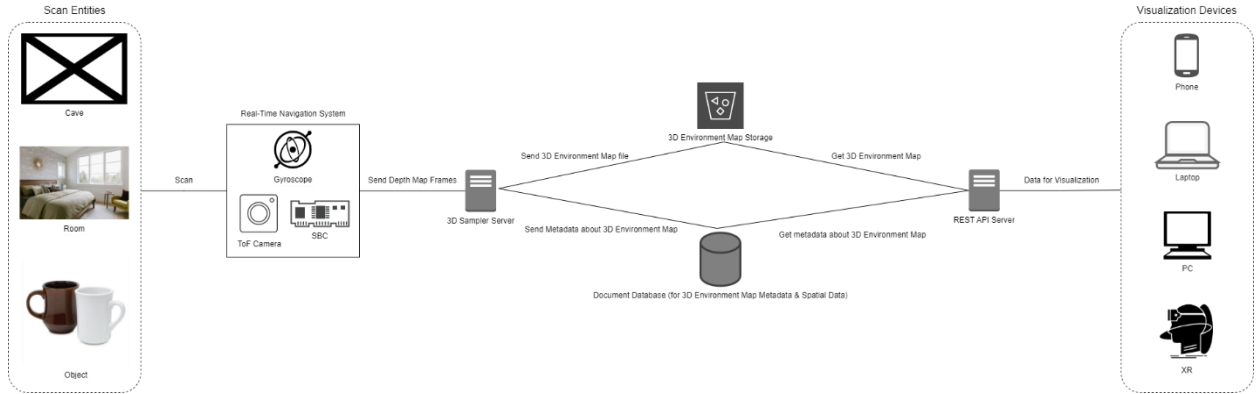 Scan Entities
Cave
Room
Object
Scan
Real-Time Navigation System
Gyroscope
ToF Camera
SBC
Send Depth Map Frames
3D Sampler Server
Send 3D Environment Map file
Send Metadata about 3D Environment Map
3D Environment Map Storage
Document Database (for 3D Environment Map Metadata & Spatial Data)
Get 3D Environment Map
Get metadata about 3D Environment Map
REST API Server
Data for Visualization
Visualization Devices
Phone
Laptop
PC
XR